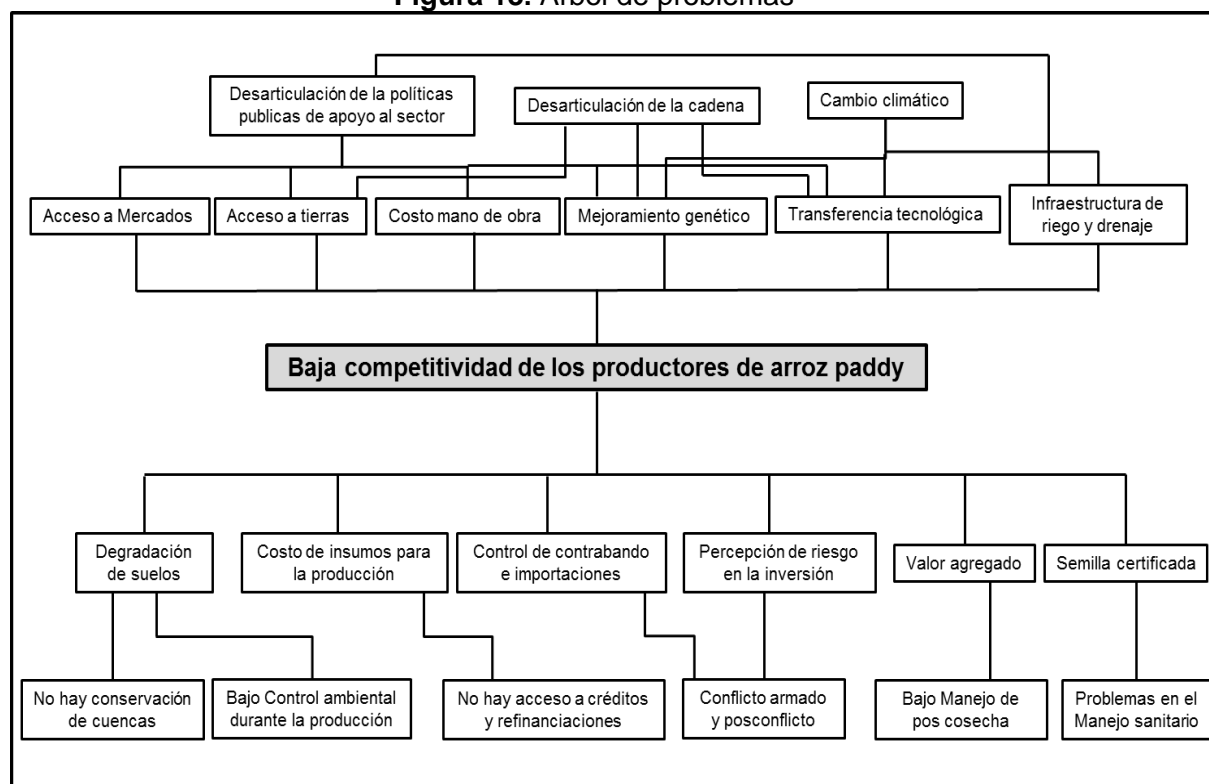 Figura 18. Árbol de problemas
Desarticulación de la políticas
publicas de apoyo al sector
Desarticulación de la cadena
Cambio climático
Acceso a Mercados
Acceso a tierras
Costo mano de obra
Mejoramiento genético
Transferencia tecnológica
Infraestructura de
riego y drenaje
Baja competitividad de los productores de arroz paddy
Degradación
de suelos
Costo de insumos para
la producción
Control de contrabando
e importaciones
Percepción de riesgo
en la inversión
Valor agregado
Semilla certificada
No hay conservación
de cuencas
Bajo Control ambiental
durante la producción
No hay acceso a créditos
y refinanciaciones
Conflicto armado
y posconflicto
Bajo Manejo de
pos cosecha
Problemas en el
Manejo sanitario